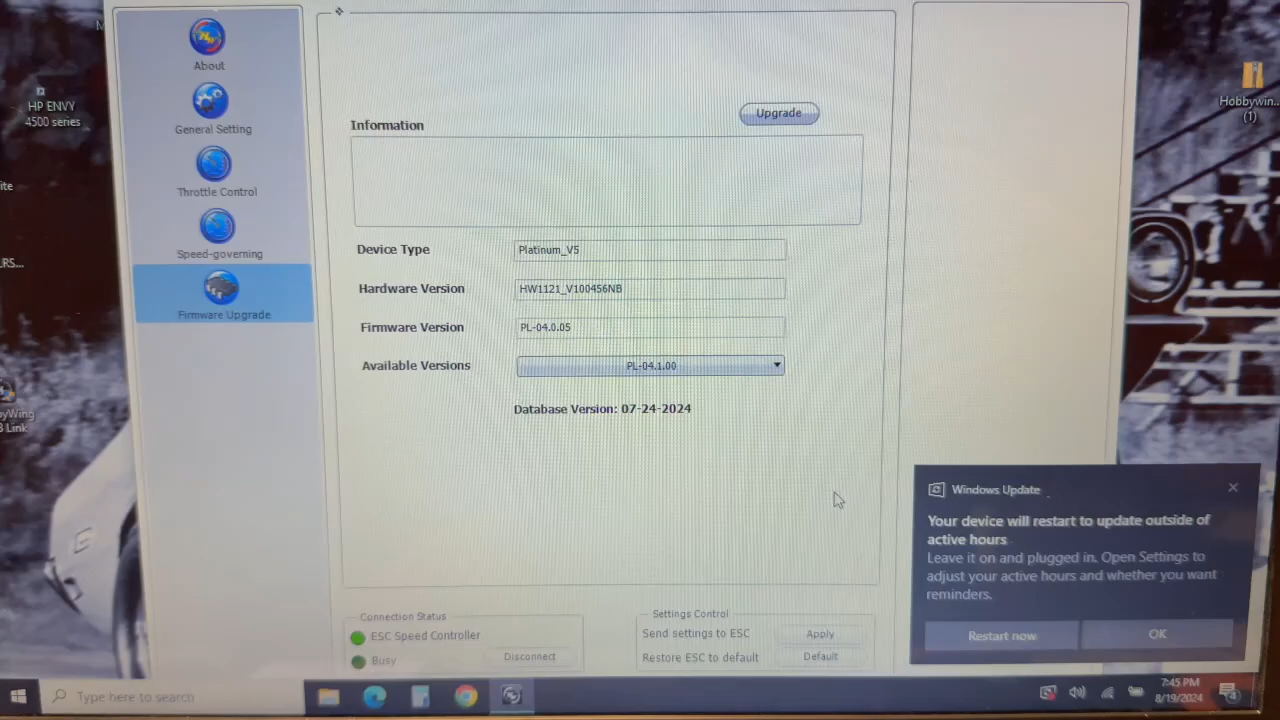 HP ENVY
4500 series
ite
RS...
3 Link
About
General Setting
Throttle Control
Speed-governing
Firmware Upgrade
Upgrade
Information
Device Type
Platinum_V5
Hardware Version
HW1121_V100456NB
Firmware Version
PL-04.0.05
Available Versions
PL-04.1.00
Database Version: 07-24-2024
Connection Status
ESC Speed Controller
Busy
Disconnect
Settings Control
Send settings to ESC
Apply
Restore ESC to default
Default
Hobbywin...
(1)
Windows Update
Your device will restart to update outside of
active hours
Leave it on and plugged in. Open Settings to
adjust your active hours and whether you want
reminders.
Restart now
OK
Type here to search
7:45 PM
8/19/2024
4